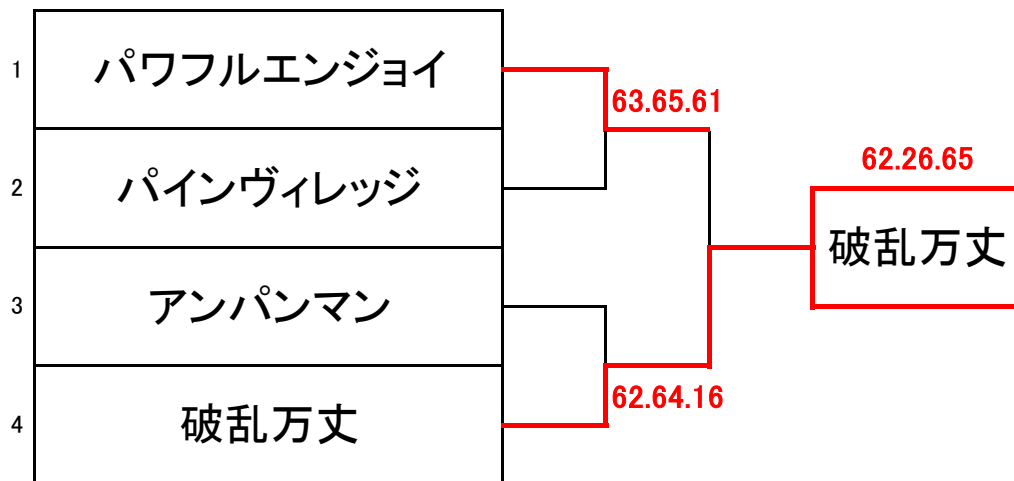 1 パワフルエンジョイ
63.65.61
62.26.65
2 パインヴィレッジ
破乱万丈
3 アンパンマン
62.64.16
4 破乱万丈